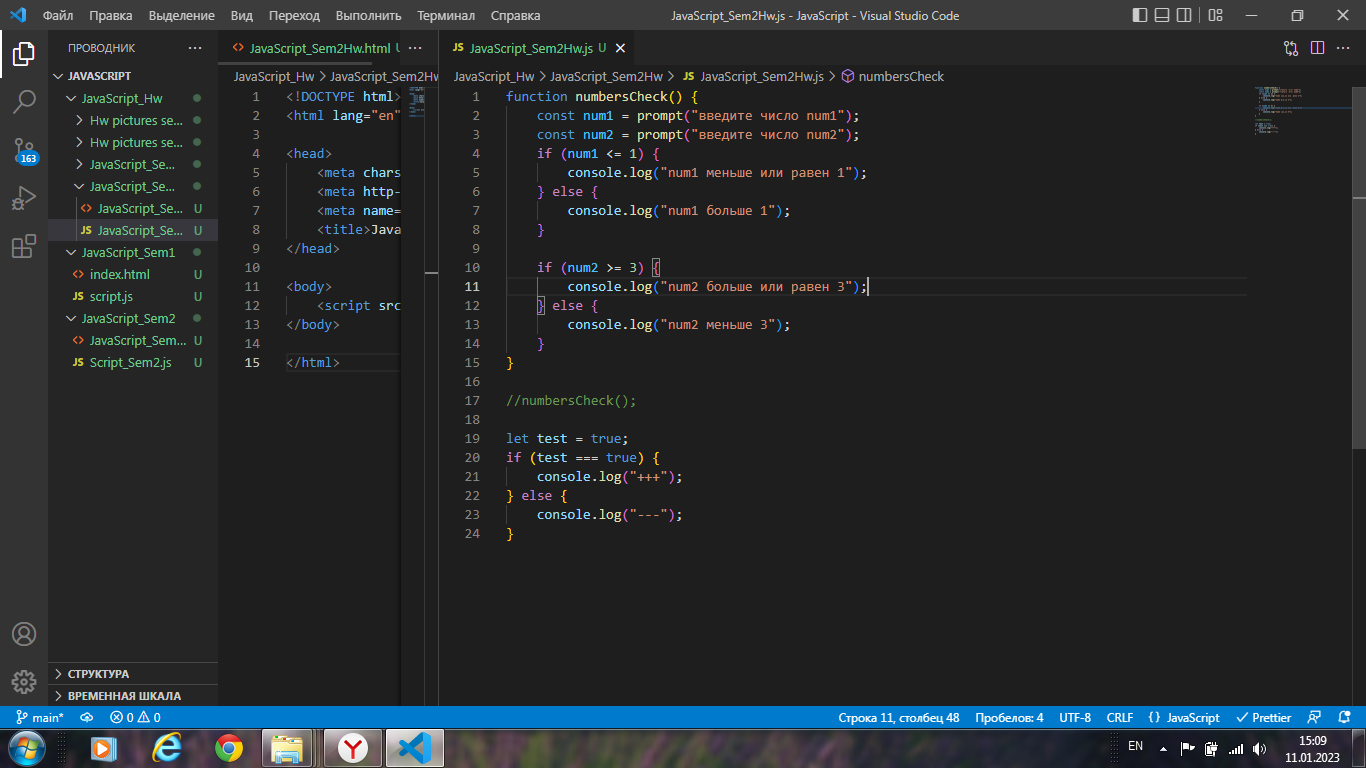 Файл Правка Выделение Вид Переход Выполнить Терминал Справка JavaScript_Sem2Hw.js - JavaScript - Visual Studio Code
ПРОВОДНИК
JAVASCRIPT
JavaScript_Hw
Hw pictures se...
Hw pictures se...
JavaScript_Se...
JavaScript_Se...
JavaScript_Se... U
JS JavaScript_Se... U
JavaScript_Sem1
index.html U
JS script.js U
JavaScript_Sem2
JavaScript_Sem... U
JS Script_Sem2.js U
СТРУКТУРА
ВРЕМЕННАЯ ШКАЛА
163
JavaScript_Sem2Hw.html U
JavaScript_Hw > JavaScript_Sem2Hw
1 <!DOCTYPE html>
2 <html lang="en"
3
4 <head>
5 <meta chars
6 <meta http-
7 <meta name=
8 <title>Java
9 </head>
10
11 <body>
12 <script src
13 </body>
14
15 </html>
JS JavaScript_Sem2Hw.js U
JavaScript_Hw > JavaScript_Sem2Hw > JS JavaScript_Sem2Hw.js > numbersCheck
1 function numbersCheck() {
2 const num1 = prompt("введите число num1");
3 const num2 = prompt("введите число num2");
4 if (num1 <= 1) {
5 console.log("num1 меньше или равен 1");
6 } else {
7 console.log("num1 больше 1");
8 }
9
10 if (num2 >= 3) {
11 console.log("num2 больше или равен 3");
12 } else {
13 console.log("num2 меньше 3");
14 }
15 }
16
17 //numbersCheck();
18
19 let test = true;
20 if (test === true) {
21 console.log("+++");
22 } else {
23 console.log("---");
24 }
main* 0 0 Строка 11, столбец 48 Пробелов: 4 UTF-8 CRLF {} JavaScript Prettier
EN 15:09
11.01.2023